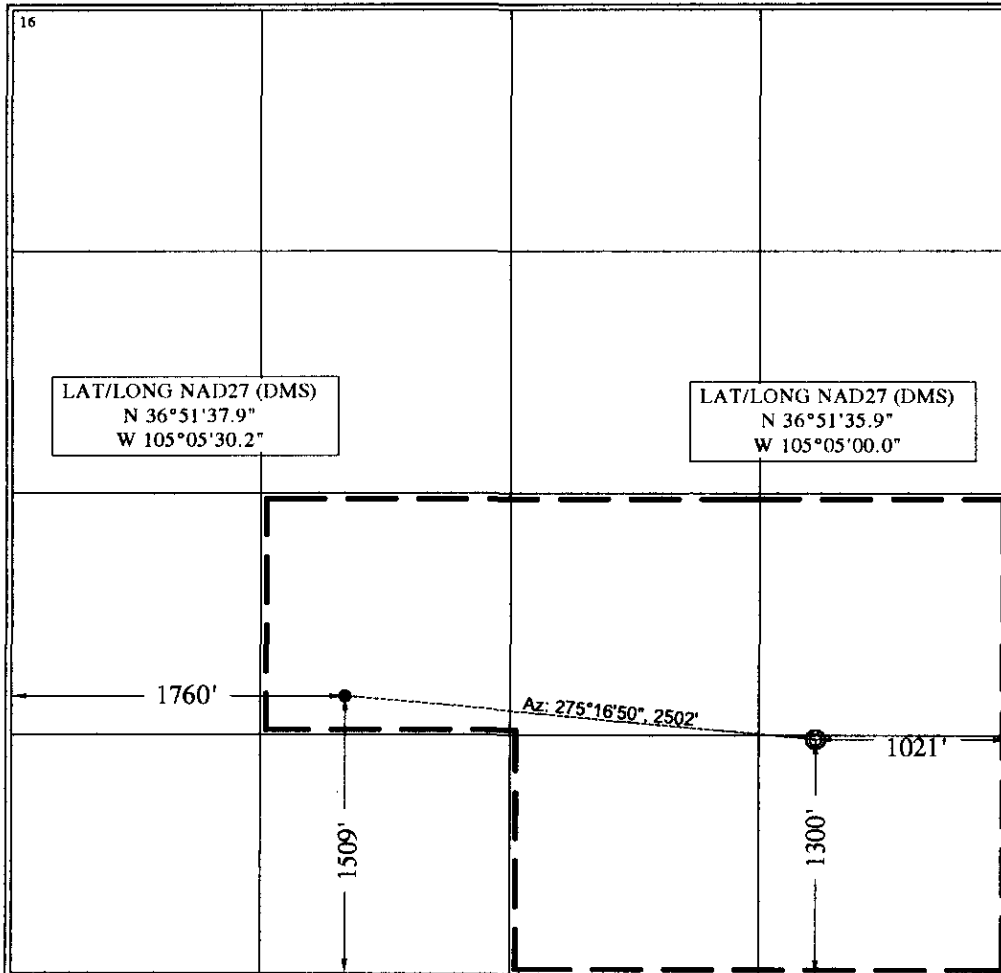 16
LAT/LONG NAD27 (DMS)
N 36°51'37.9"
W 105°05'30.2"
LAT/LONG NAD27 (DMS)
N 36°51'35.9"
W 105°05'00.0"
1760'
Az: 275°16'50", 2502'
1021'
1509'
1300'